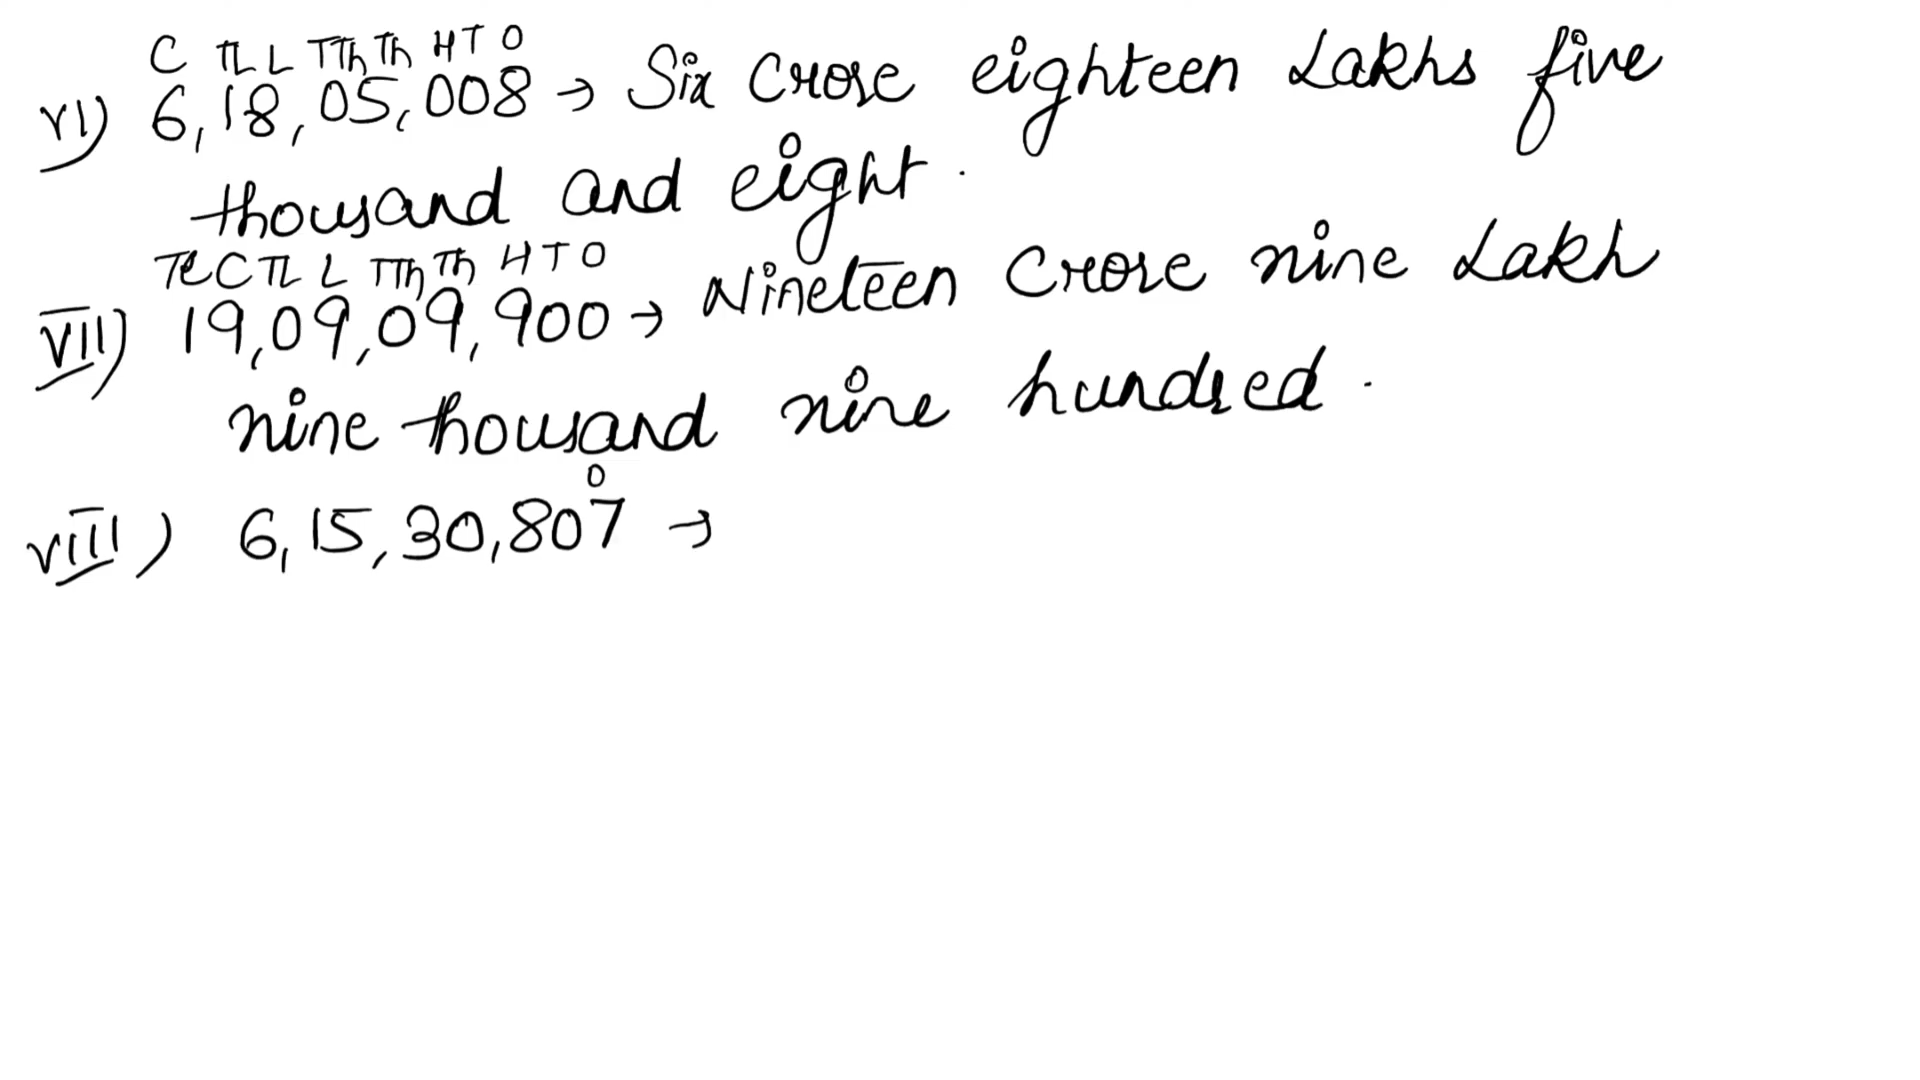 C TL L TTh Th H T O
VI) 6,18,05,008 → Six Crore eighteen Lakhs five
thousand and eight.
TC C TL L TTh Th H T O
VII) 19,09,09,900 → Nineteen Crore nine Lakh
nine thousand nine hundred.
O
VIII) 6,15,30,807 →